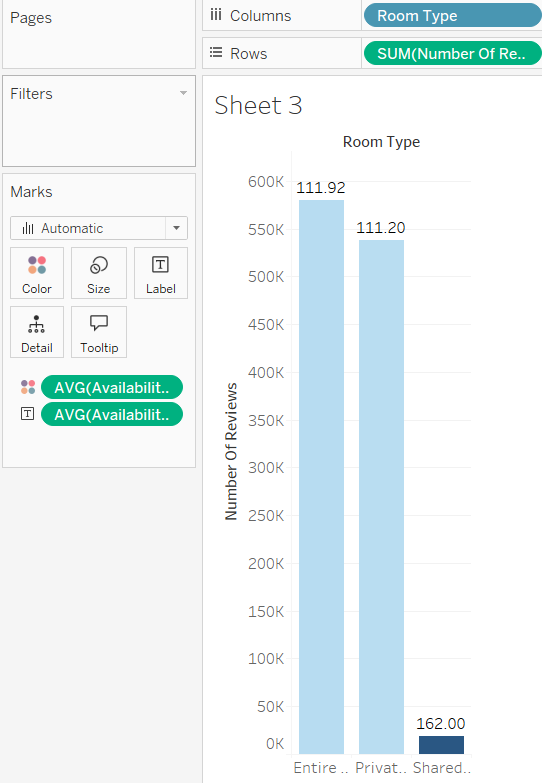 Pages
Columns
Room Type
Rows
SUM(Number Of Re..
Filters
Marks
Automatic
Color
Size
Label
Detail
Tooltip
AVG(Availabilit..
AVG(Availabilit..
Sheet 3
Room Type
600K
550K
500K
450K
400K
350K
300K
250K
200K
150K
100K
50K
0K
Number Of Reviews
111.92
111.20
162.00
Entire .. Privat.. Shared..